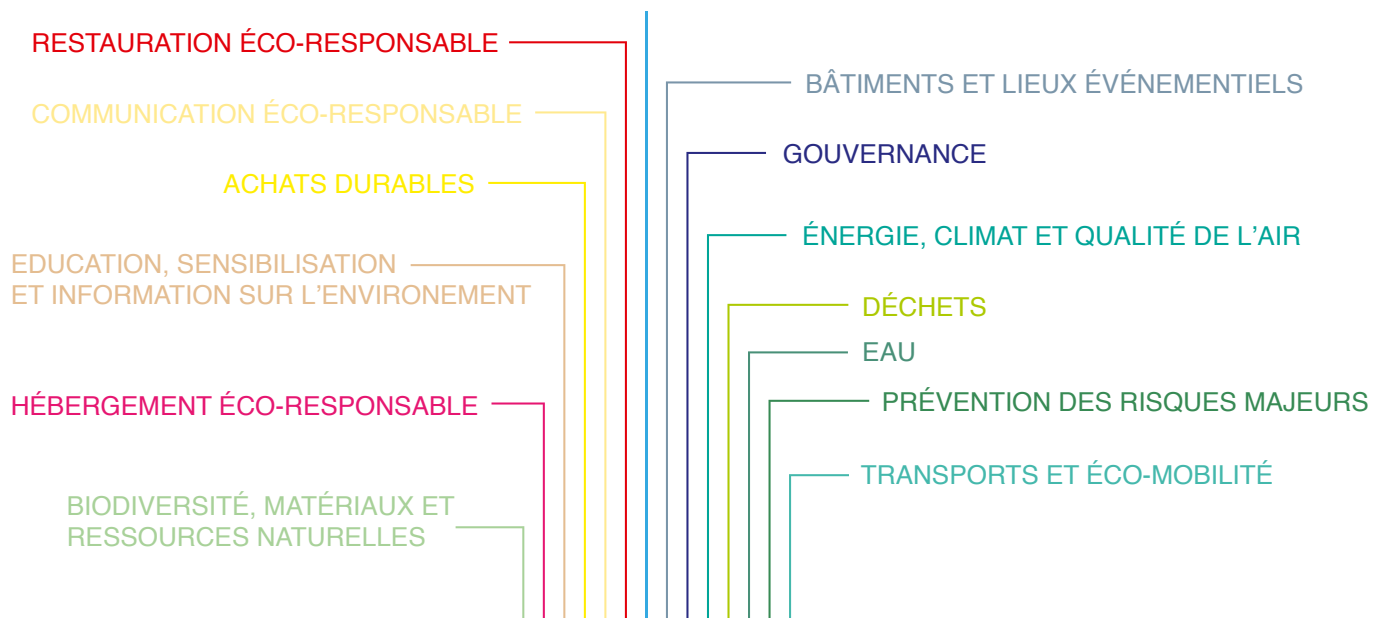 RESTAURATION ÉCO-RESPONSABLE
COMMUNICATION ÉCO-RESPONSABLE
ACHATS DURABLES
EDUCATION, SENSIBILISATION
ET INFORMATION SUR L’ENVIRONEMENT
HÉBERGEMENT ÉCO-RESPONSABLE
BIODIVERSITÉ, MATÉRIAUX ET
RESSOURCES NATURELLES
BÂTIMENTS ET LIEUX ÉVÉNEMENTIELS
GOUVERNANCE
ÉNERGIE, CLIMAT ET QUALITÉ DE L’AIR
DÉCHETS
EAU
PRÉVENTION DES RISQUES MAJEURS
TRANSPORTS ET ÉCO-MOBILITÉ